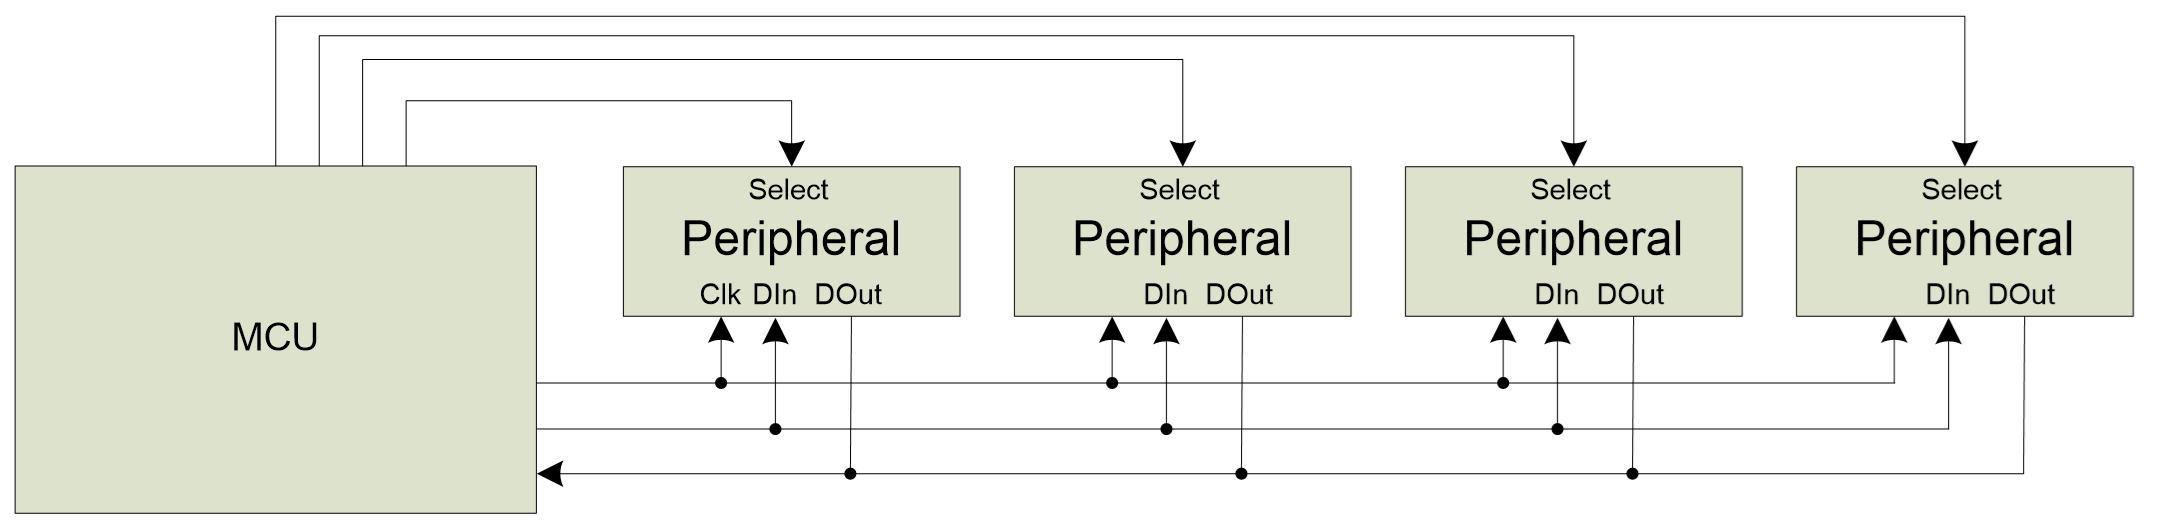 MCU
Select
Peripheral
Clk DIn DOut
Select
Peripheral
DIn DOut
Select
Peripheral
DIn DOut
Select
Peripheral
DIn DOut